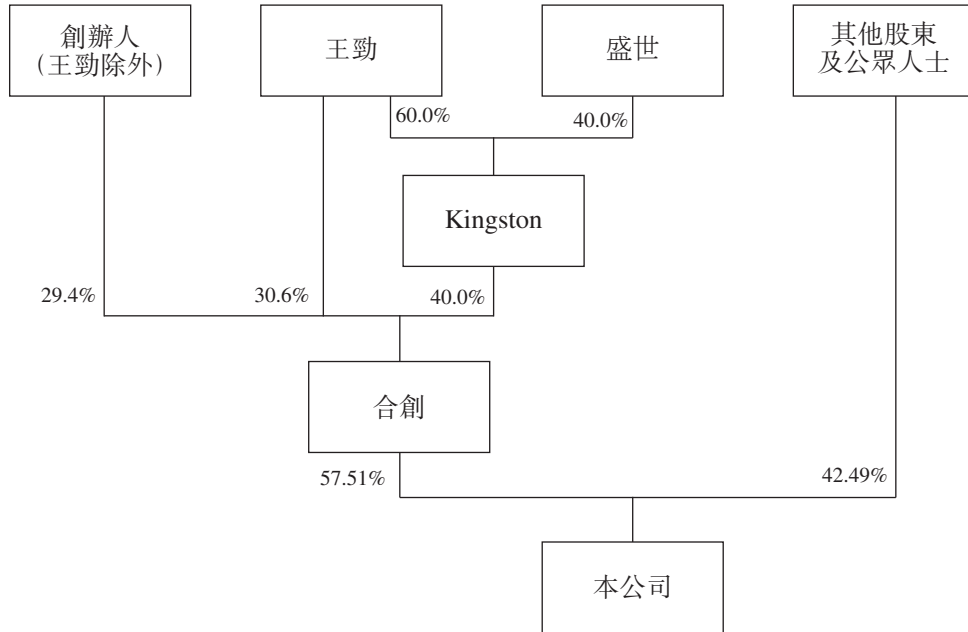 創辦人
（王勁除外）
王勁
盛世
其他股東
及公眾人士
60.0%
40.0%
Kingston
29.4%
30.6%
40.0%
合創
57.51%
42.49%
本公司